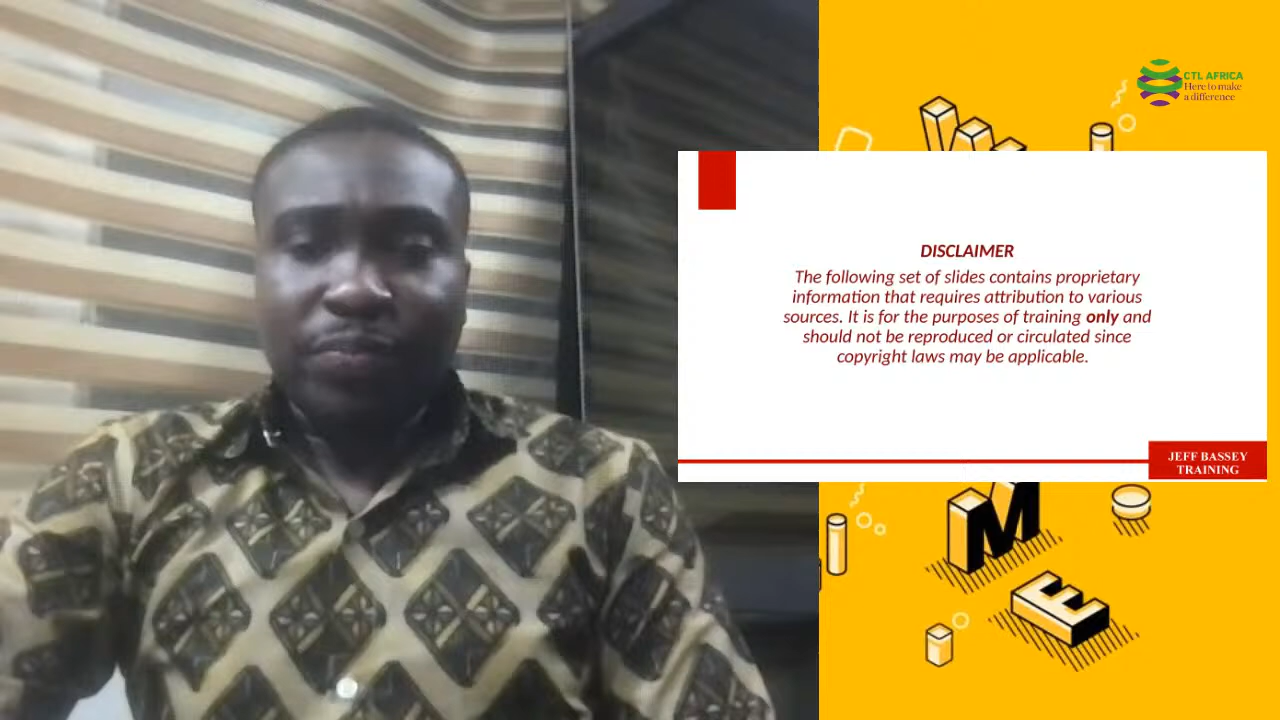 CTL AFRICA
Here to make
a difference
DISCLAIMER
The following set of slides contains proprietary
information that requires attribution to various
sources. It is for the purposes of training only and
should not be reproduced or circulated since
copyright laws may be applicable.
JEFF BASSEY
TRAINING
M
E